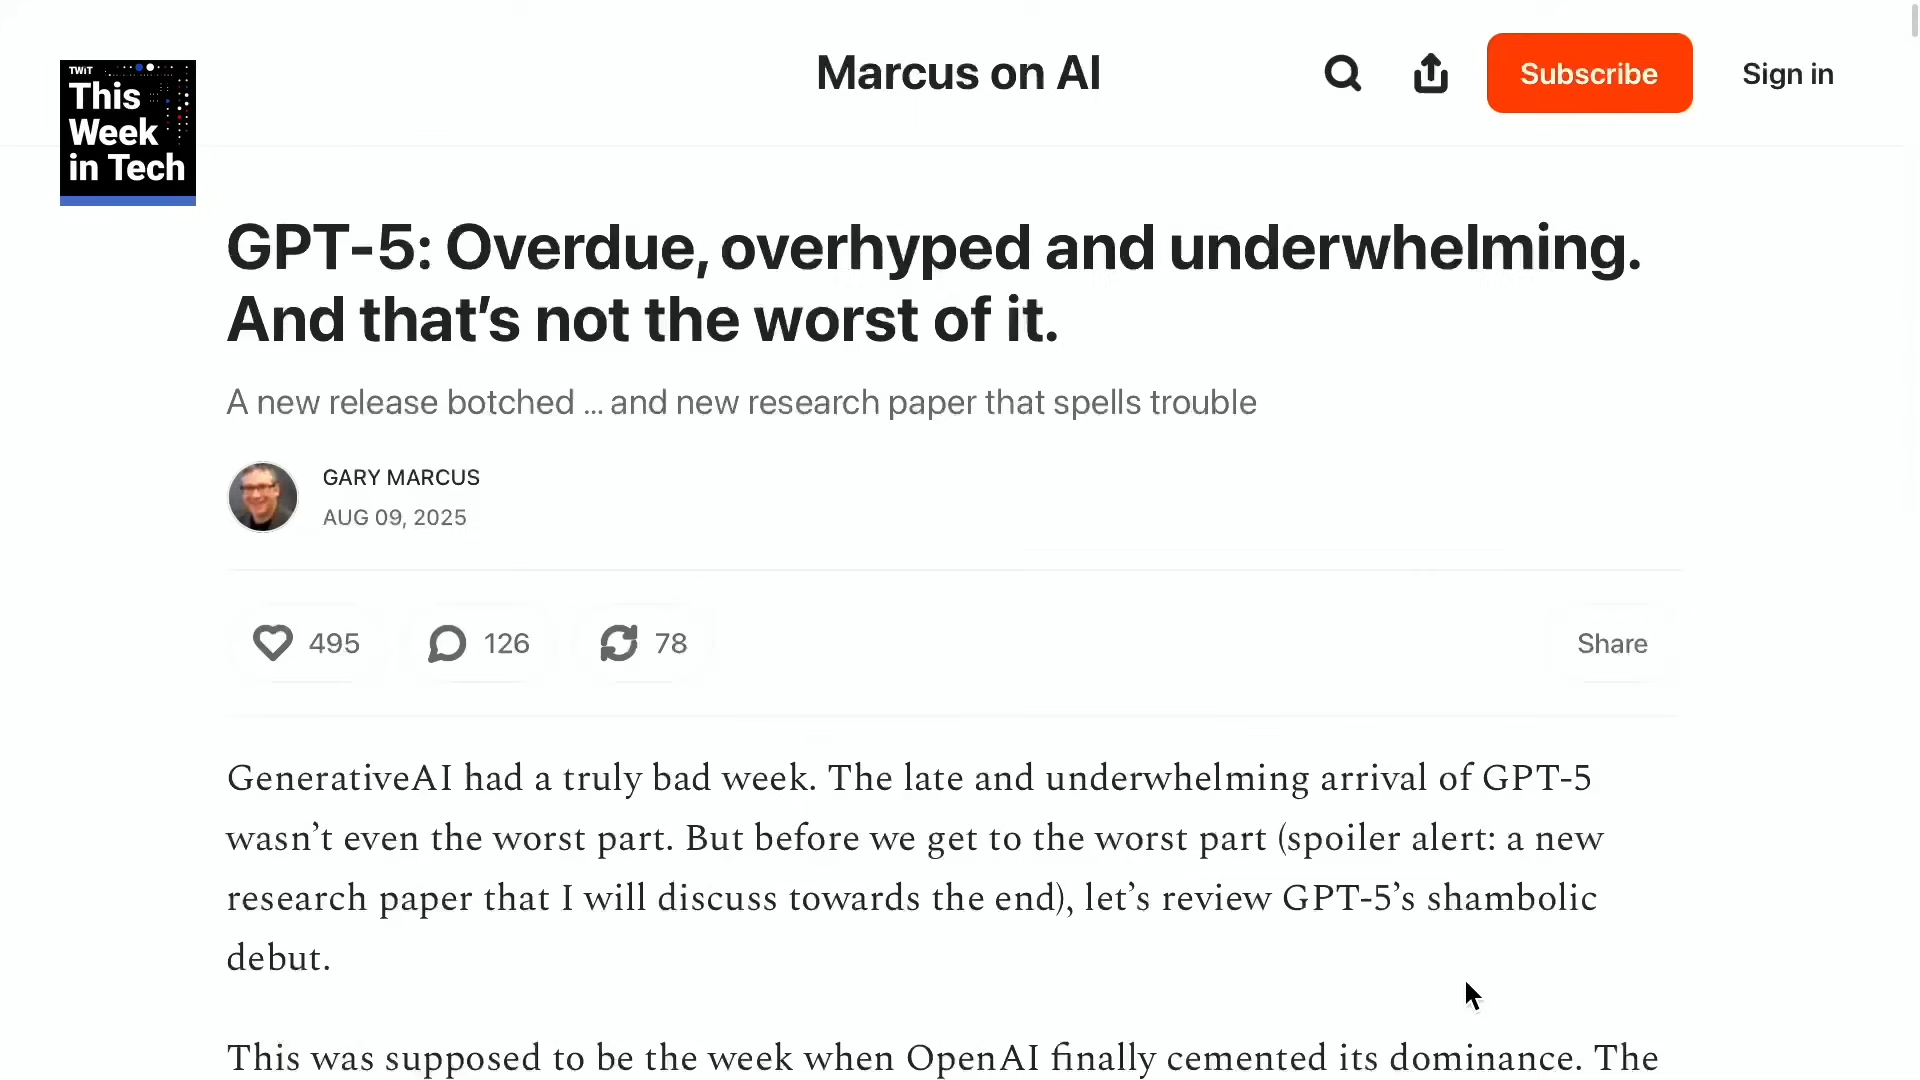 Marcus on AI
Subscribe
Sign in
TWiT
This
Week
in Tech
GPT-5: Overdue, overhyped and underwhelming.
And that’s not the worst of it.
A new release botched ... and new research paper that spells trouble
GARY MARCUS
AUG 09, 2025
495
126
78
Share
GenerativeAI had a truly bad week. The late and underwhelming arrival of GPT-5
wasn’t even the worst part. But before we get to the worst part (spoiler alert: a new
research paper that I will discuss towards the end), let’s review GPT-5’s shambolic
debut.
This was supposed to be the week when OpenAI finally cemented its dominance. The